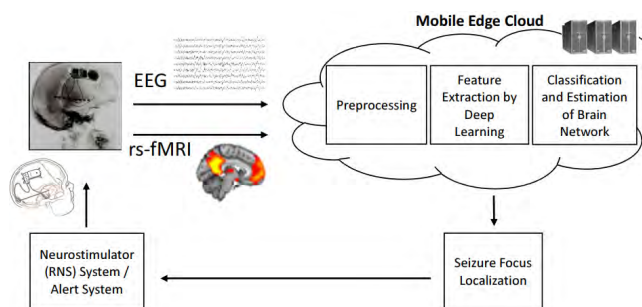 Mobile Edge Cloud
EEG
rs-fMRI
Preprocessing
Feature
Extraction by
Deep
Learning
Classification
and Estimation
of Brain
Network
Neurostimulator
(RNS) System /
Alert System
Seizure Focus
Localization